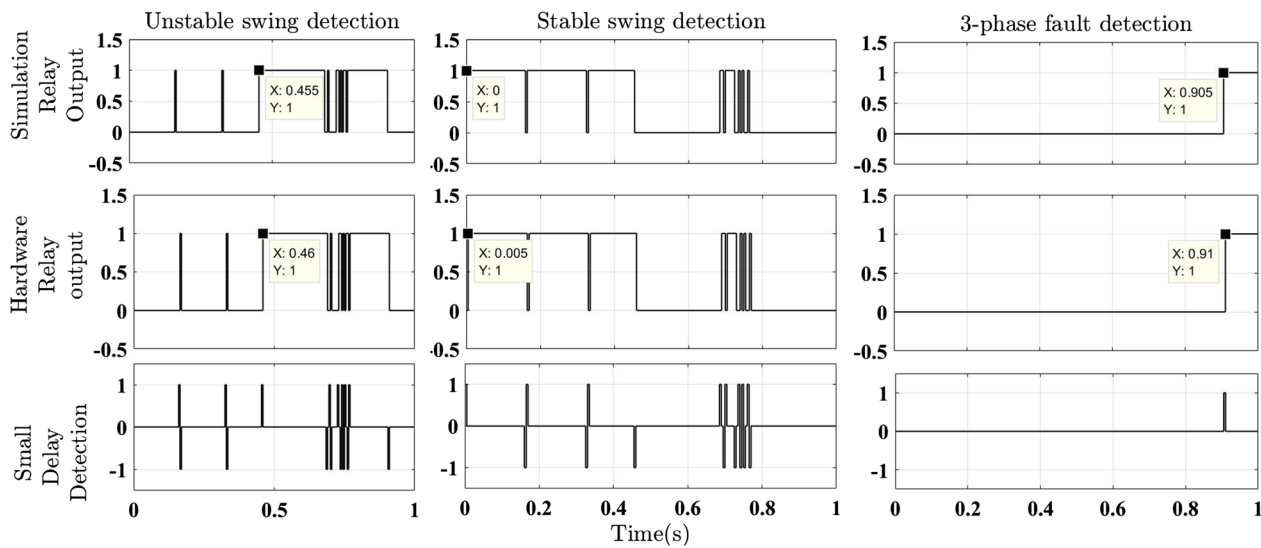 Unstable swing detection
Stable swing detection
3-phase fault detection
Simulation
Relay
Output
1.5
1
0.5
0
-0.5
X: 0.455
Y: 1
1.5
1
0.5
0
.0.5
X: 0
Y: 1
1.5
1
0.5
0
-0.5
X: 0.905
Y: 1
Hardware
Relay
output
1.5
1
0.5
0
-0.5
X: 0.46
Y: 1
1.5
1
0.5
0
.0.5
X: 0.005
Y: 1
1.5
1
0.5
0
-0.5
X: 0.91
Y: 1
Small
Delay
Detection
1
0
-1
0 0.5 1
1
0
-1
0 0.2 0.4 0.6 0.8 1
1
0
-1
0 0.2 0.4 0.6 0.8 1
Time(s)